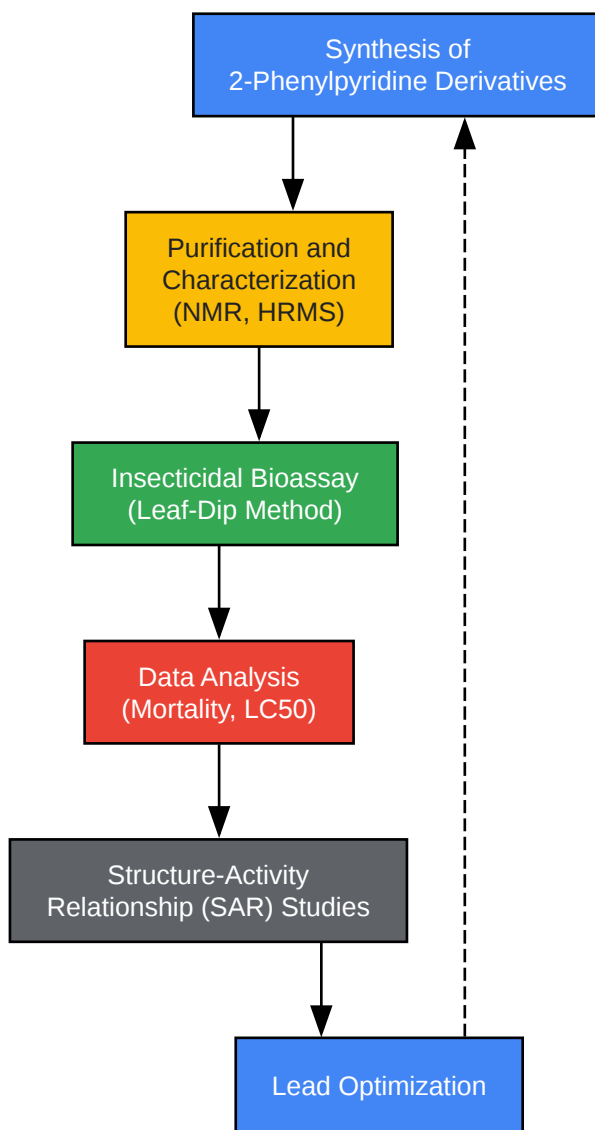 Synthesis of
2-Phenylpyridine Derivatives
Purification and
Characterization
(NMR, HRMS)
Insecticidal Bioassay
(Leaf-Dip Method)
Data Analysis
(Mortality, LC50)
Structure-Activity
Relationship (SAR) Studies
Lead Optimization